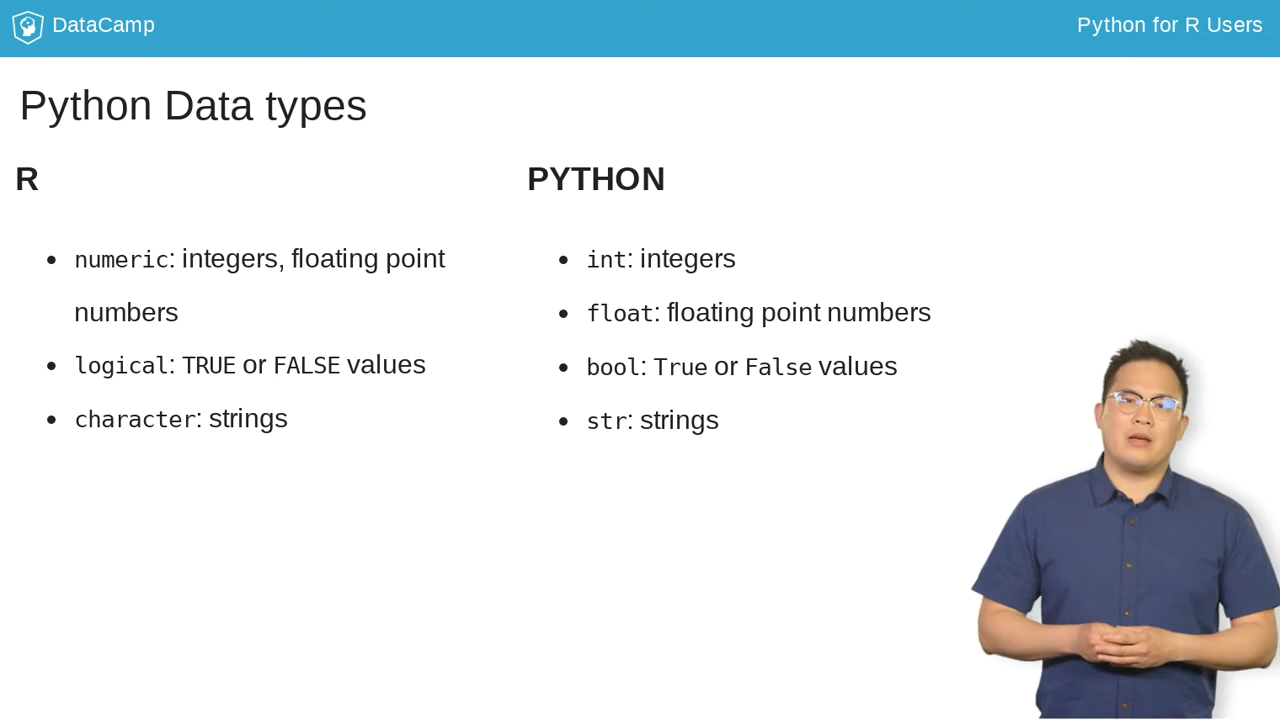 DataCamp
Python for R Users
Python Data types
R
numeric: integers, floating point
numbers
logical: TRUE or FALSE values
character: strings
PYTHON
int: integers
float: floating point numbers
bool: True or False values
str: strings